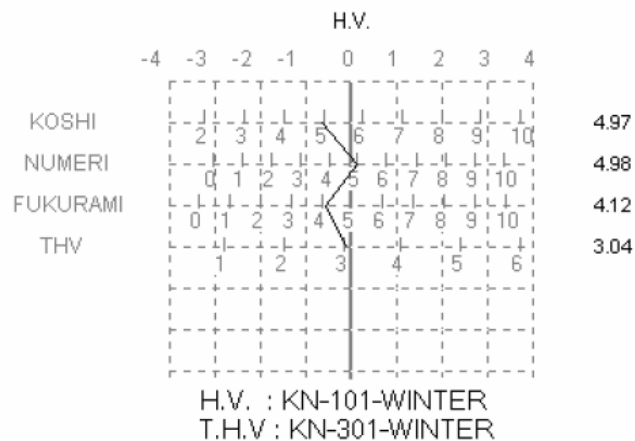 H.V.
-4 -3 -2 -1 0 1 2 3 4
KOSHI 2 3 4 5 6 7 8 9 10 4.97
NUMERI 0 1 2 3 4 5 6 7 8 9 10 4.98
FUKURAMI 0 1 2 3 4 5 6 7 8 9 10 4.12
THV 1 2 3 4 5 6 3.04
H.V. : KN-101-WINTER
T.H.V : KN-301-WINTER